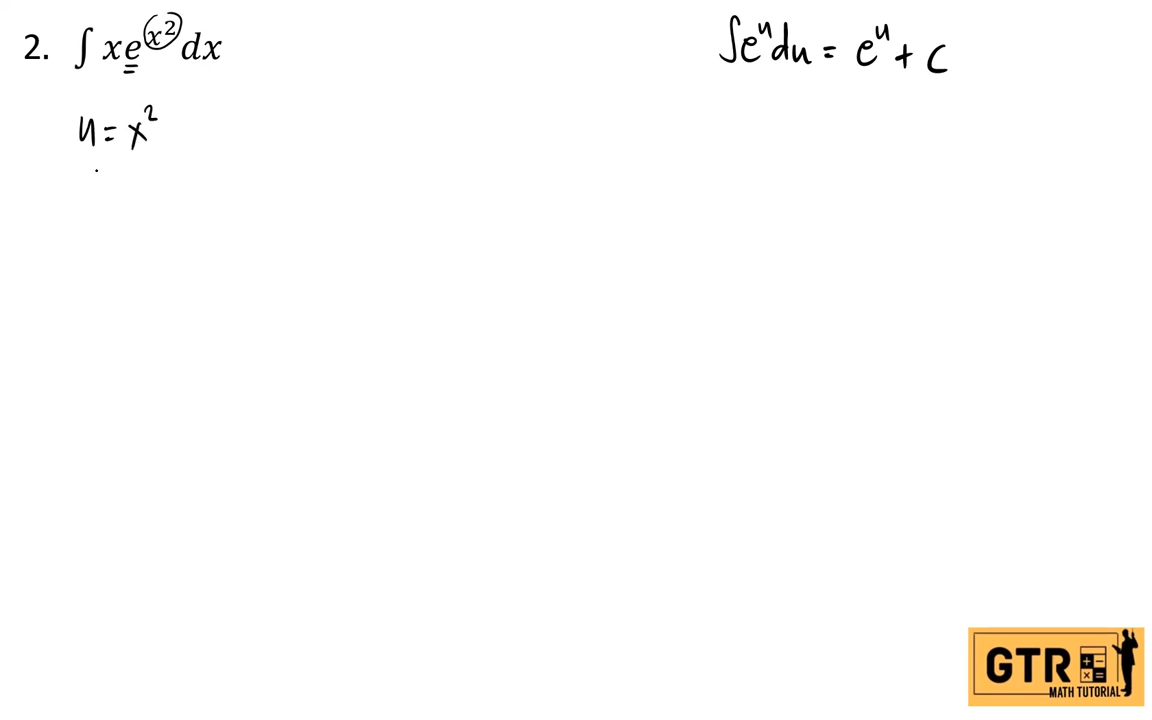 2. ∫ xe^(x²) dx
∫e^u du = e^u + C
u = x²
GTR
+ −
× =
MATH TUTORIAL